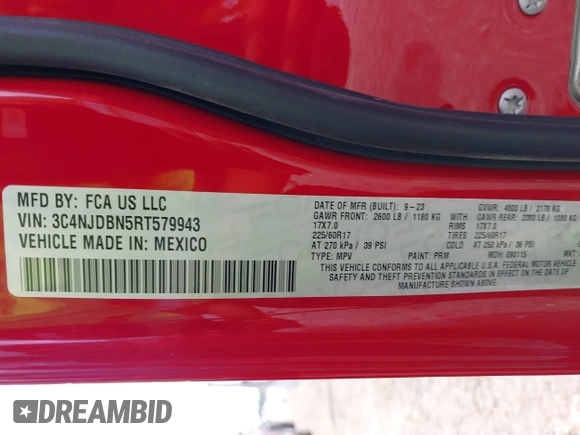 MFD BY: FCA US LLC
VIN: 3C4NJDBN5RT579943
VEHICLE MADE IN: MEXICO
DATE OF MFR (BUILT): 9-23 GVWR: 4800 LB / 2179 KG
GAWR FRONT: 2600 LB / 1180 KG GAWR REAR: 2380 LB / 1080 KG
17X7.0 RIMS 17X7.0
225/60R17 TIRES 225/60R17
AT 270 kPa / 39 PSI COLD AT 250 kPa / 36 PSI
TYPE: MPV PAINT: PRM MDH: 090115 MKT:
THIS VEHICLE CONFORMS TO ALL APPLICABLE U.S.A. FEDERAL MOTOR VEHICLE
SAFETY AND THEFT PREVENTION STANDARDS IN EFFECT ON THE DATE OF
MANUFACTURE SHOWN ABOVE.
DREAMBID